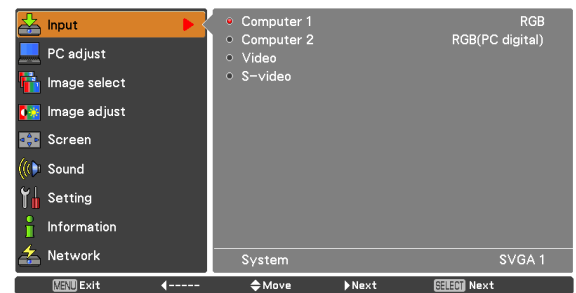 Input
PC adjust
Image select
Image adjust
Screen
Sound
Setting
Information
Network
Computer 1 RGB
Computer 2 RGB(PC digital)
Video
S-video
System SVGA 1
MENU Exit ----- Move Next SELECT Next